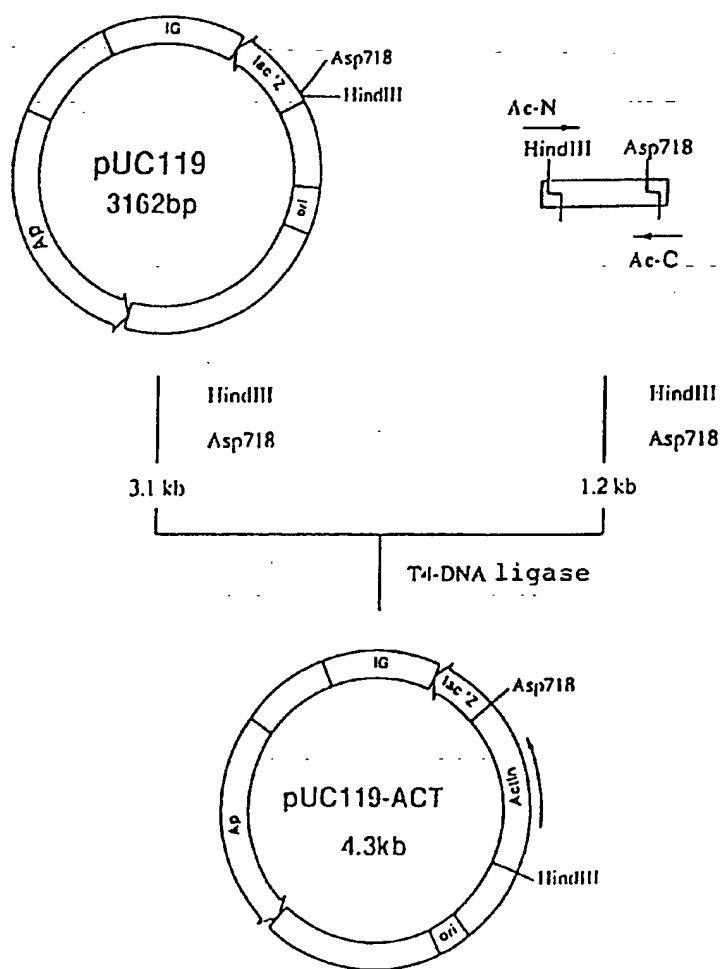 IG
lac 'Z
Asp718
HindIII
pUC119
3162bp
ori
Ap
Ac-N
HindIII Asp718
Ac-C
HindIII
Asp718
3.1 kb
HindIII
Asp718
1.2 kb
T4-DNA ligase
IG
lac 'Z
Asp718
Actin
pUC119-ACT
4.3kb
Ap
HindIII
ori